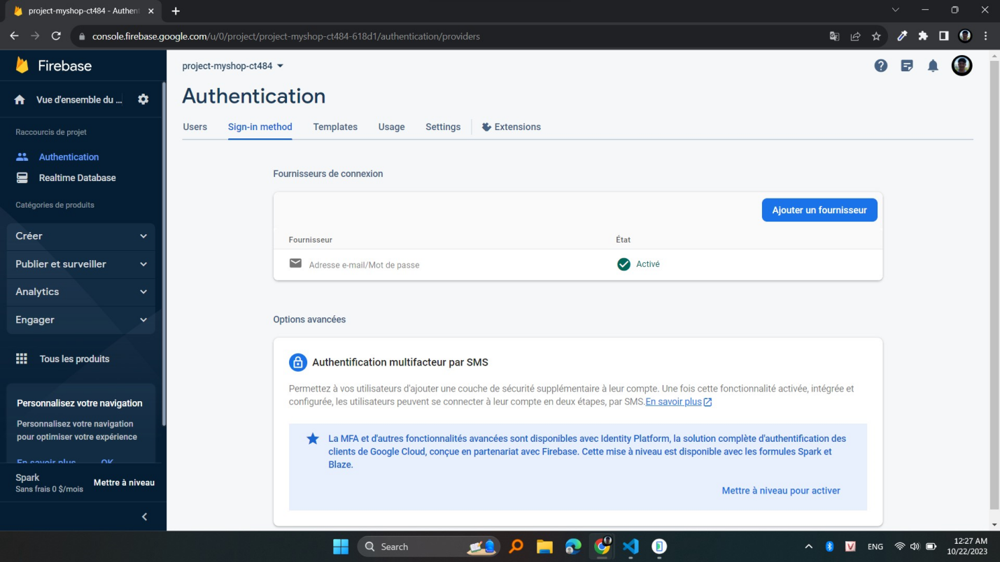 project-myshop-ct484 - Authent
console.firebase.google.com/u/0/project/project-myshop-ct484-618d1/authentication/providers
Firebase
Vue d'ensemble du ...
Raccourcis de projet
Authentication
Realtime Database
Catégories de produits
Créer
Publier et surveiller
Analytics
Engager
Tous les produits
Personnalisez votre navigation
Personnalisez votre navigation
pour optimiser votre expérience
En savoir plus OK
Spark
Sans frais 0 $/mois
Mettre à niveau
project-myshop-ct484
Authentication
Users Sign-in method Templates Usage Settings Extensions
Fournisseurs de connexion
Ajouter un fournisseur
Fournisseur État
Adresse e-mail/Mot de passe Activé
Options avancées
Authentification multifacteur par SMS
Permettez à vos utilisateurs d'ajouter une couche de sécurité supplémentaire à leur compte. Une fois cette fonctionnalité activée, intégrée et
configurée, les utilisateurs peuvent se connecter à leur compte en deux étapes, par SMS.En savoir plus
La MFA et d'autres fonctionnalités avancées sont disponibles avec Identity Platform, la solution complète d'authentification des
clients de Google Cloud, conçue en partenariat avec Firebase. Cette mise à niveau est disponible avec les formules Spark et
Blaze.
Mettre à niveau pour activer
Search
V
ENG
12:27 AM
10/22/2023